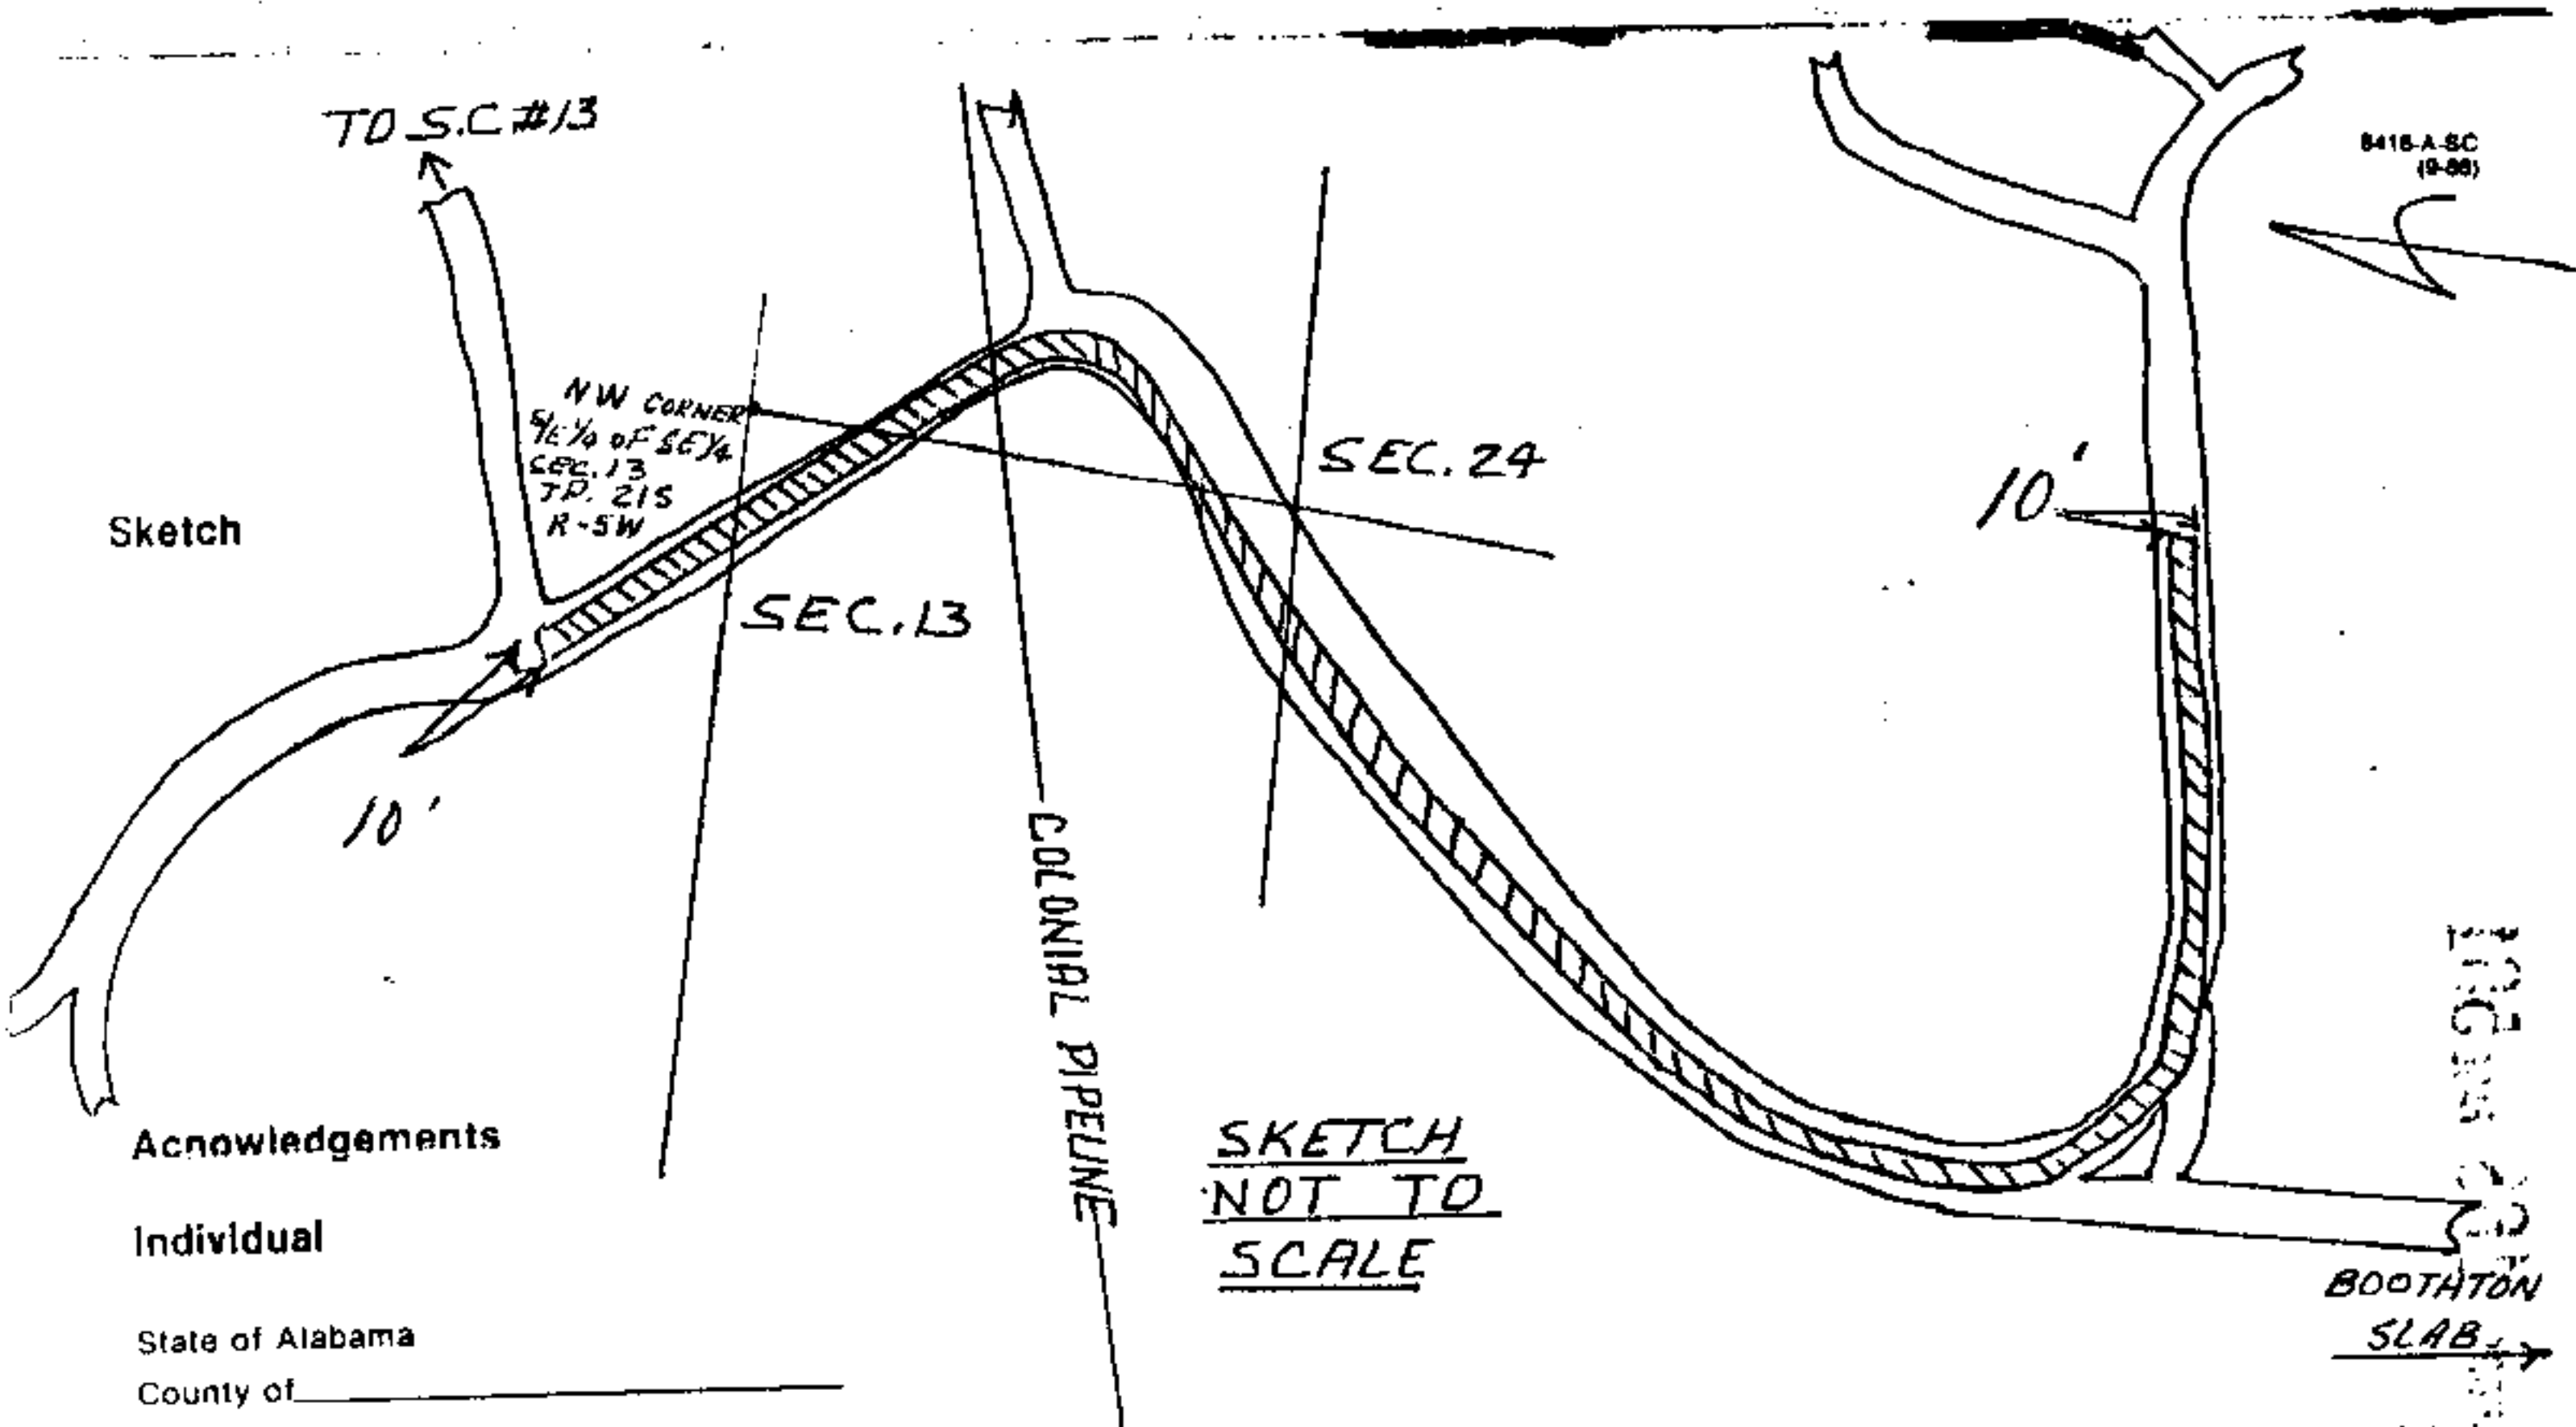 TO S.C #13
8416-A-SC
(9-88)
NW CORNER
S/E 1/4 OF SE 1/4
SEC. 13
TP. 21S
R-5W
SEC. 24
10'
Sketch
SEC. 13
10'
COLONIAL PIPELINE
Acnowledgements
SKETCH
NOT TO
SCALE
Individual
BOOTHTON
SLAB
State of Alabama
County of